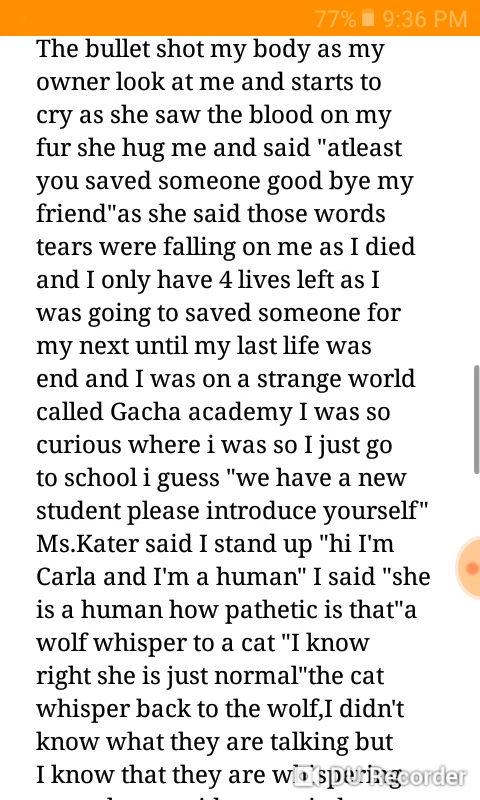 77% 9:36 PM
The bullet shot my body as my
owner look at me and starts to
cry as she saw the blood on my
fur she hug me and said "atleast
you saved someone good bye my
friend"as she said those words
tears were falling on me as I died
and I only have 4 lives left as I
was going to saved someone for
my next until my last life was
end and I was on a strange world
called Gacha academy I was so
curious where i was so I just go
to school i guess "we have a new
student please introduce yourself"
Ms.Kater said I stand up "hi I'm
Carla and I'm a human" I said "she
is a human how pathetic is that"a
wolf whisper to a cat "I know
right she is just normal"the cat
whisper back to the wolf,I didn't
know what they are talking but
I know that they are whispering
DU Recorder